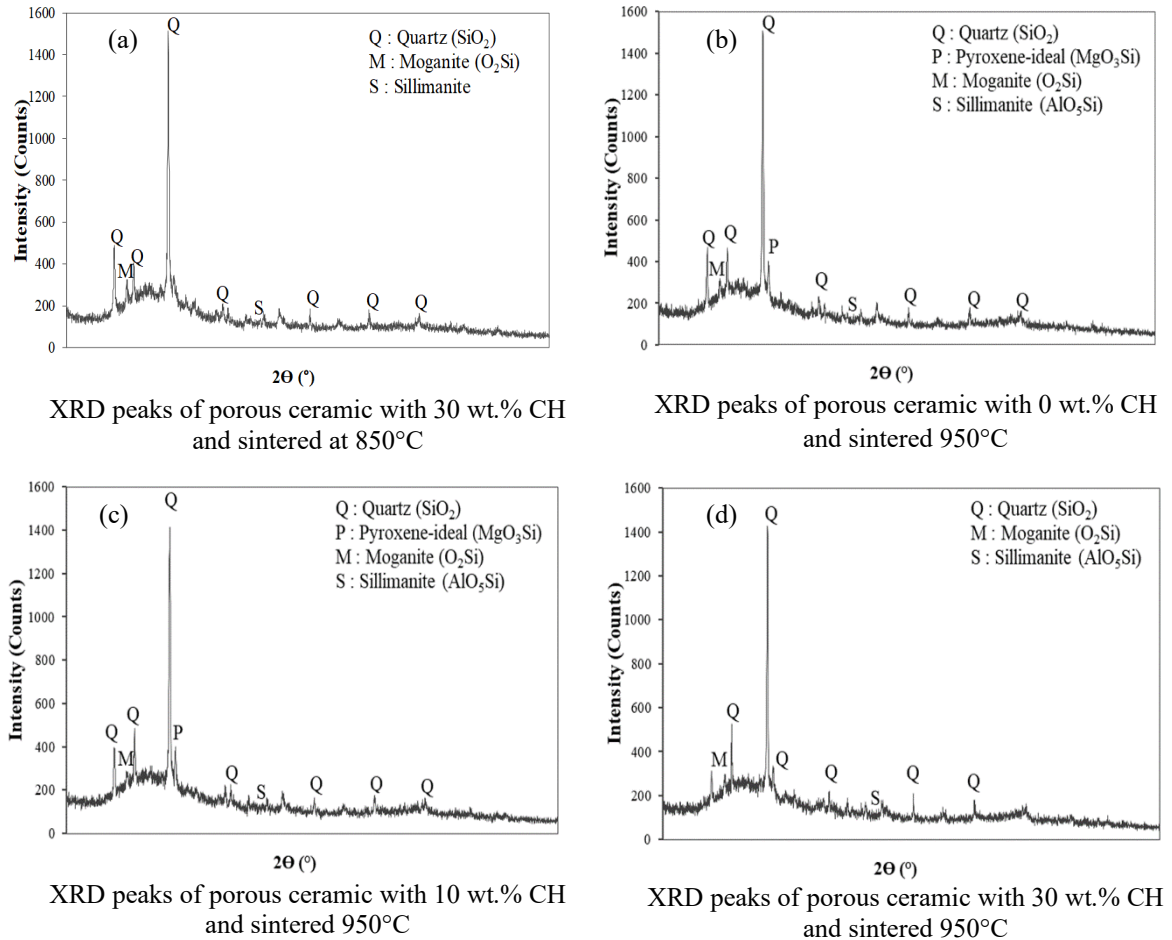 (a)
Q : Quartz (SiO₂)
M : Moganite (O₂Si)
S : Sillimanite
Intensity (Counts)
1600
1400
1200
1000
800
600
400
200
0
Q
Q
M
Q
Q
S
Q
Q
Q
2Θ (°)
XRD peaks of porous ceramic with 30 wt.% CH
and sintered at 850°C
(b)
Q : Quartz (SiO₂)
P : Pyroxene-ideal (MgO₃Si)
M : Moganite (O₂Si)
S : Sillimanite (AlO₅Si)
Intensity (Counts)
1600
1400
1200
1000
800
600
400
200
0
Q
Q
M
Q
P
Q
S
Q
Q
Q
2Θ (°)
XRD peaks of porous ceramic with 0 wt.% CH
and sintered 950°C
(c)
Q : Quartz (SiO₂)
P : Pyroxene-ideal (MgO₃Si)
M : Moganite (O₂Si)
S : Sillimanite (AlO₅Si)
Intensity (Counts)
1600
1400
1200
1000
800
600
400
200
0
Q
Q
M
Q
P
Q
S
Q
Q
Q
2Θ (°)
XRD peaks of porous ceramic with 10 wt.% CH
and sintered 950°C
(d)
Q : Quartz (SiO₂)
M : Moganite (O₂Si)
S : Sillimanite (AlO₅Si)
Intensity (Counts)
1600
1400
1200
1000
800
600
400
200
0
Q
M
Q
Q
Q
S
Q
Q
2Θ (°)
XRD peaks of porous ceramic with 30 wt.% CH
and sintered 950°C